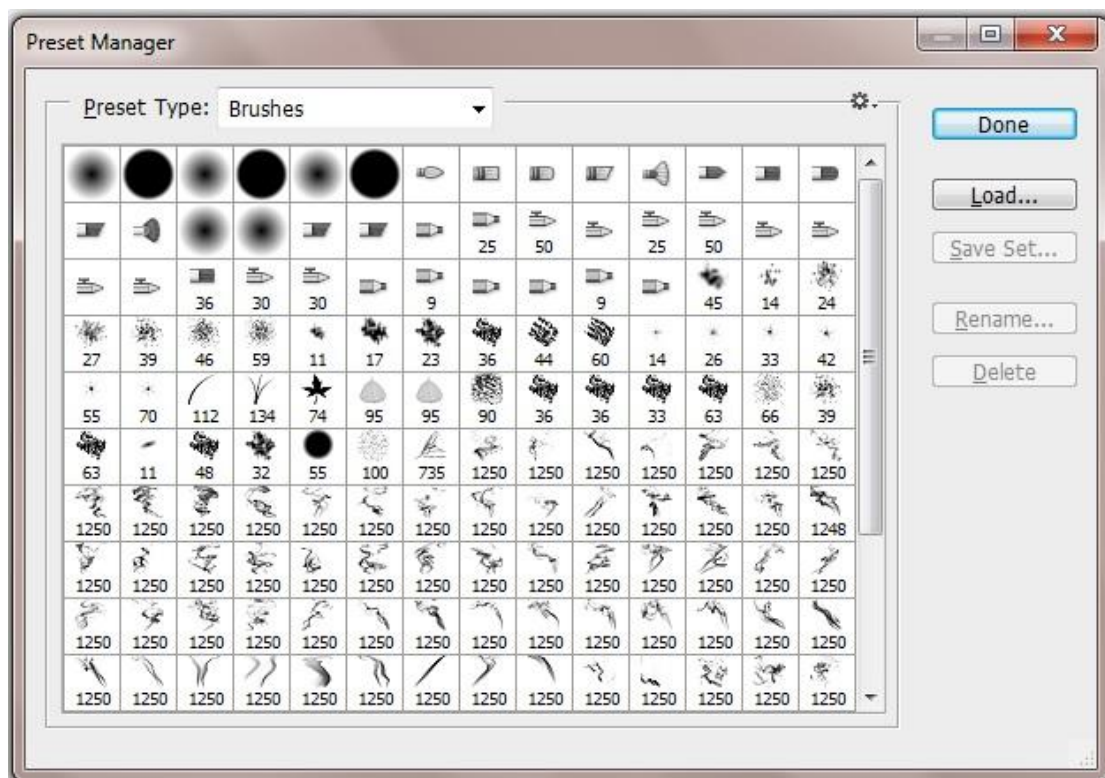 Preset Manager
Preset Type: Brushes
Done
Load...
Save Set...
Rename...
Delete
25 50 25 50
36 30 30 9 9 45 14 24
27 39 46 59 11 17 23 36 44 60 14 26 33 42
55 70 112 134 74 95 95 90 36 36 33 63 66 39
63 11 48 32 55 100 735 1250 1250 1250 1250 1250 1250 1250
1250 1250 1250 1250 1250 1250 1250 1250 1250 1250 1250 1250 1250 1248
1250 1250 1250 1250 1250 1250 1250 1250 1250 1250 1250 1250 1250 1250
1250 1250 1250 1250 1250 1250 1250 1250 1250 1250 1250 1250 1250 1250
1250 1250 1250 1250 1250 1250 1250 1250 1250 1250 1250 1250 1250 1250